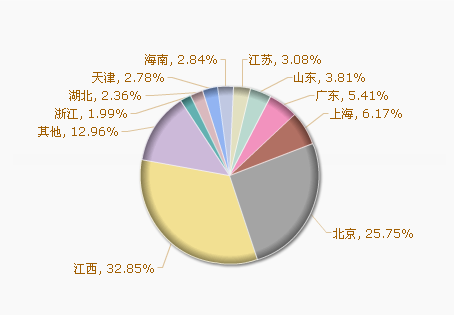 海南, 2.84%
江苏, 3.08%
天津, 2.78%
山东, 3.81%
湖北, 2.36%
广东, 5.41%
浙江, 1.99%
上海, 6.17%
其他, 12.96%
北京, 25.75%
江西, 32.85%